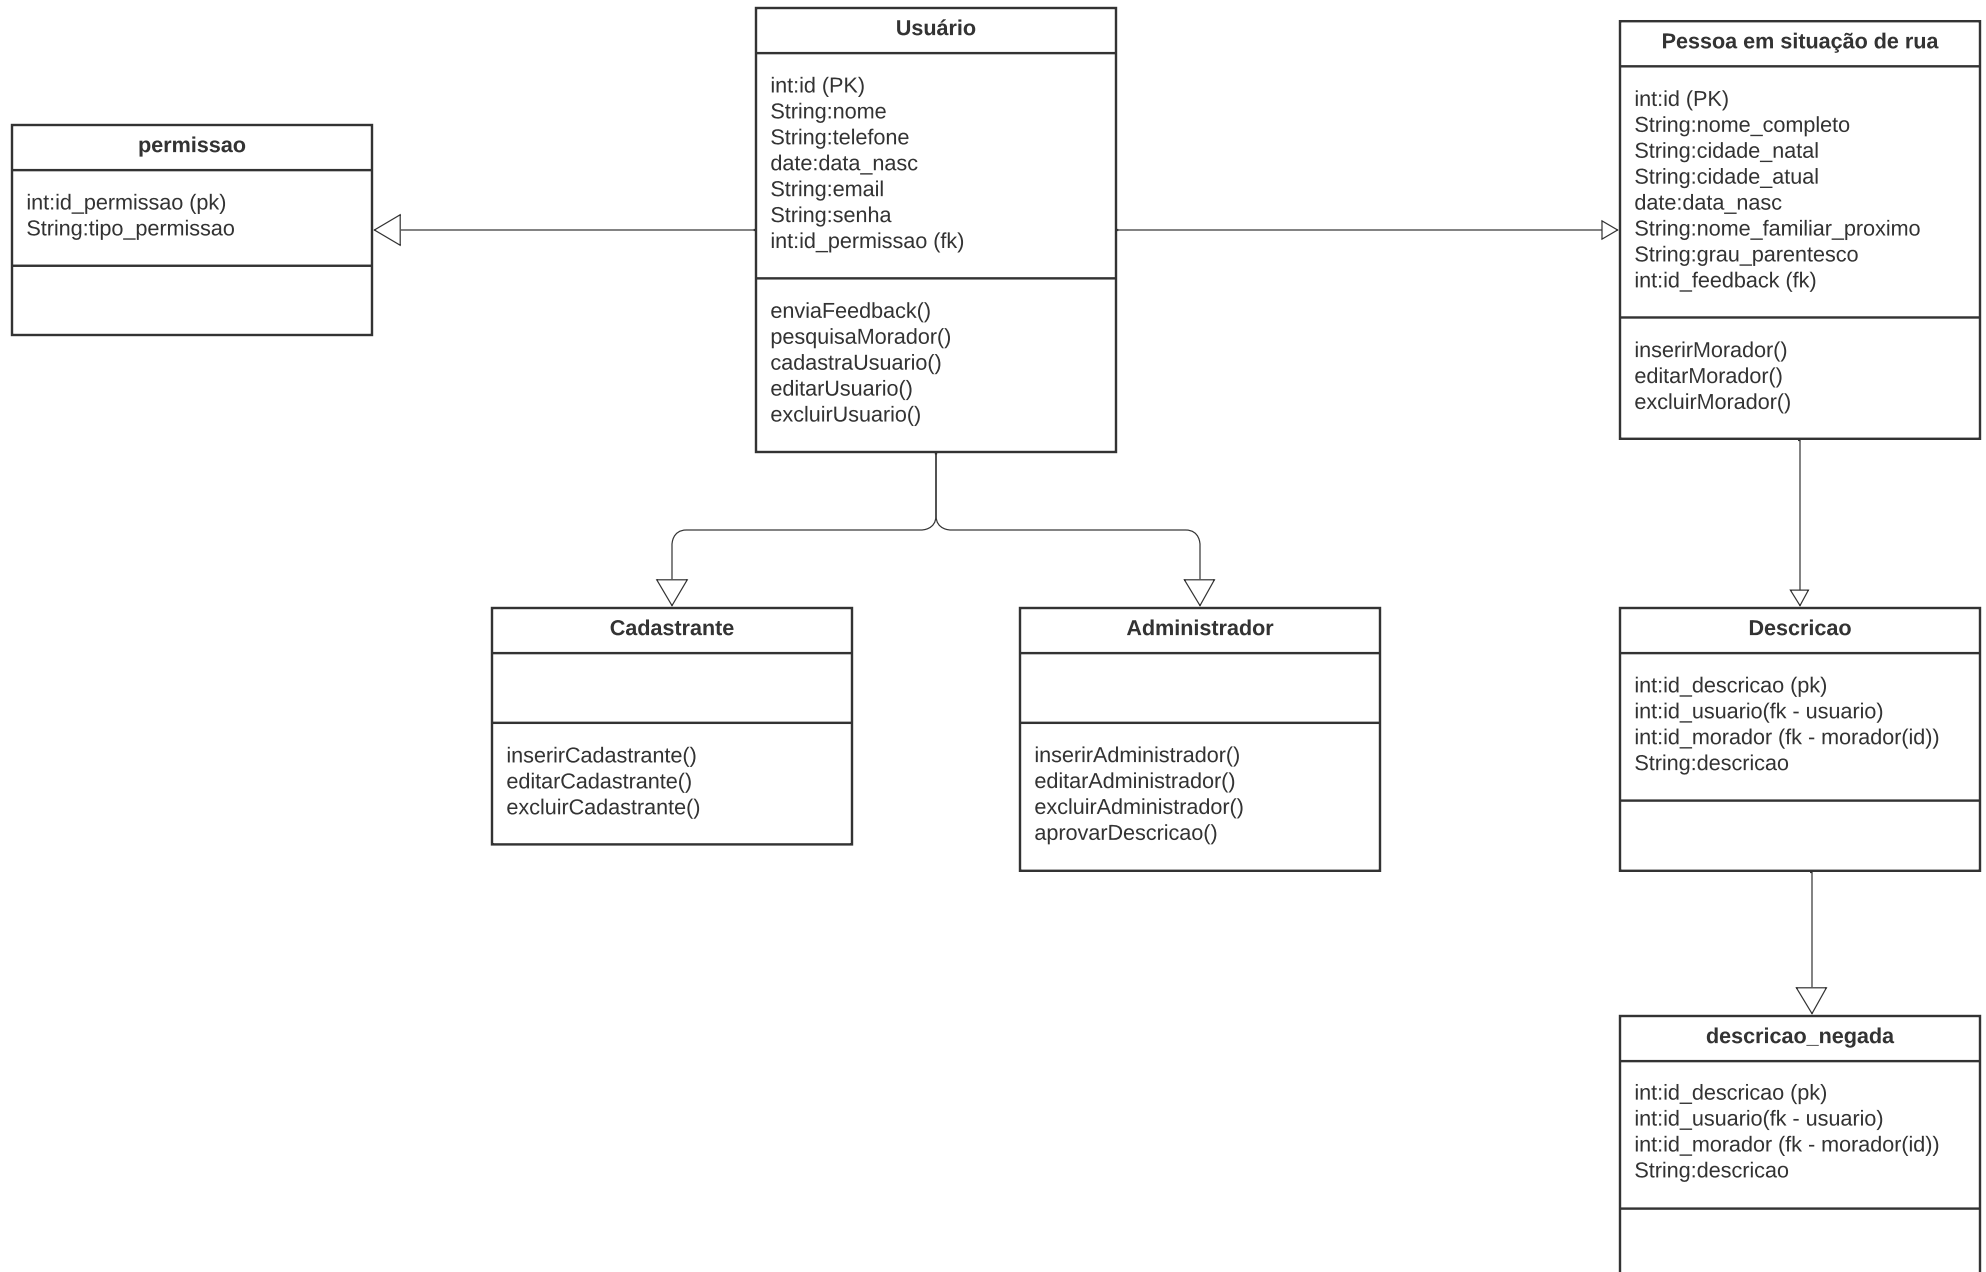 permissao
int:id_permissao (pk)
String:tipo_permissao
Usuário
int:id (PK)
String:nome
String:telefone
date:data_nasc
String:email
String:senha
int:id_permissao (fk)
enviaFeedback()
pesquisaMorador()
cadastraUsuario()
editarUsuario()
excluirUsuario()
Pessoa em situação de rua
int:id (PK)
String:nome_completo
String:cidade_natal
String:cidade_atual
date:data_nasc
String:nome_familiar_proximo
String:grau_parentesco
int:id_feedback (fk)
inserirMorador()
editarMorador()
excluirMorador()
Cadastrante
inserirCadastrante()
editarCadastrante()
excluirCadastrante()
Administrador
inserirAdministrador()
editarAdministrador()
excluirAdministrador()
aprovarDescricao()
Descricao
int:id_descricao (pk)
int:id_usuario(fk - usuario)
int:id_morador (fk - morador(id))
String:descricao
descricao_negada
int:id_descricao (pk)
int:id_usuario(fk - usuario)
int:id_morador (fk - morador(id))
String:descricao